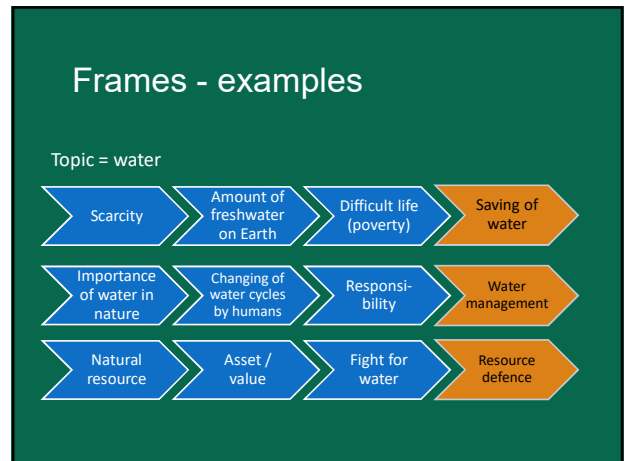 Frames - examples
Topic = water
Scarcity
Amount of
freshwater
on Earth
Difficult life
(poverty)
Saving of
water
Importance
of water in
nature
Changing of
water cycles
by humans
Responsi-
bility
Water
management
Natural
resource
Asset /
value
Fight for
water
Resource
defence